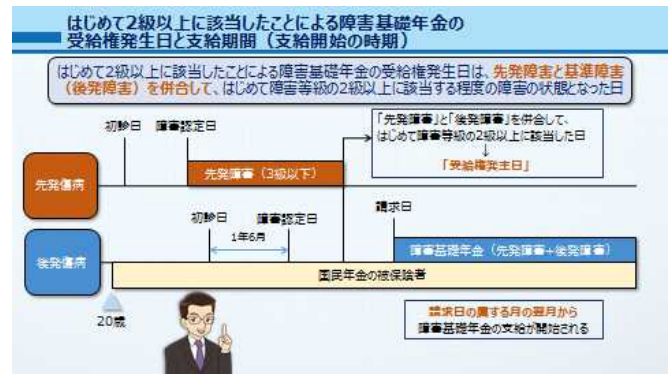 はじめて2級以上に該当したことによる障害基礎年金の
受給権発生日と支給期間（支給開始の時期）
はじめて2級以上に該当したことによる障害基礎年金の受給権発生日は、先発障害と基準障害
（後発障害）を併合して、はじめて障害等級の2級以上に該当する程度の障害の状態となった日
初診日
障害認定日
「先発障害」と「後発障害」を併合して、
はじめて障害等級の2級以上に該当した日
↓
「受給権発生日」
先発傷病
先発障害（3級以下）
初診日
障害認定日
請求日
1年6月
後発傷病
障害基礎年金（先発障害+後発障害）
国民年金の被保険者
20歳
請求日の属する月の翌月から
障害基礎年金の支給が開始される